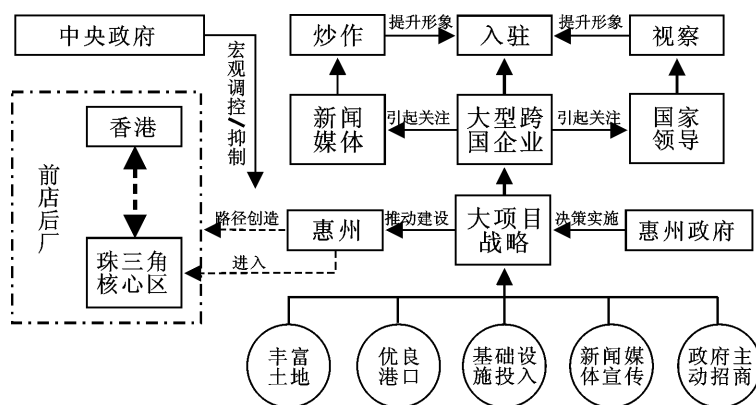 中央政府
炒作
提升形象
入驻
提升形象
视察
宏观调控/抑制
香港
新闻
媒体
引起关注
大型跨
国企业
引起关注
国家
领导
前店后厂
路径创造
惠州
推动建设
大项目
战略
决策实施
惠州政府
珠三角
核心区
进入
丰富
土地
优良
港口
基础设
施投入
新闻媒
体宣传
政府主
动招商